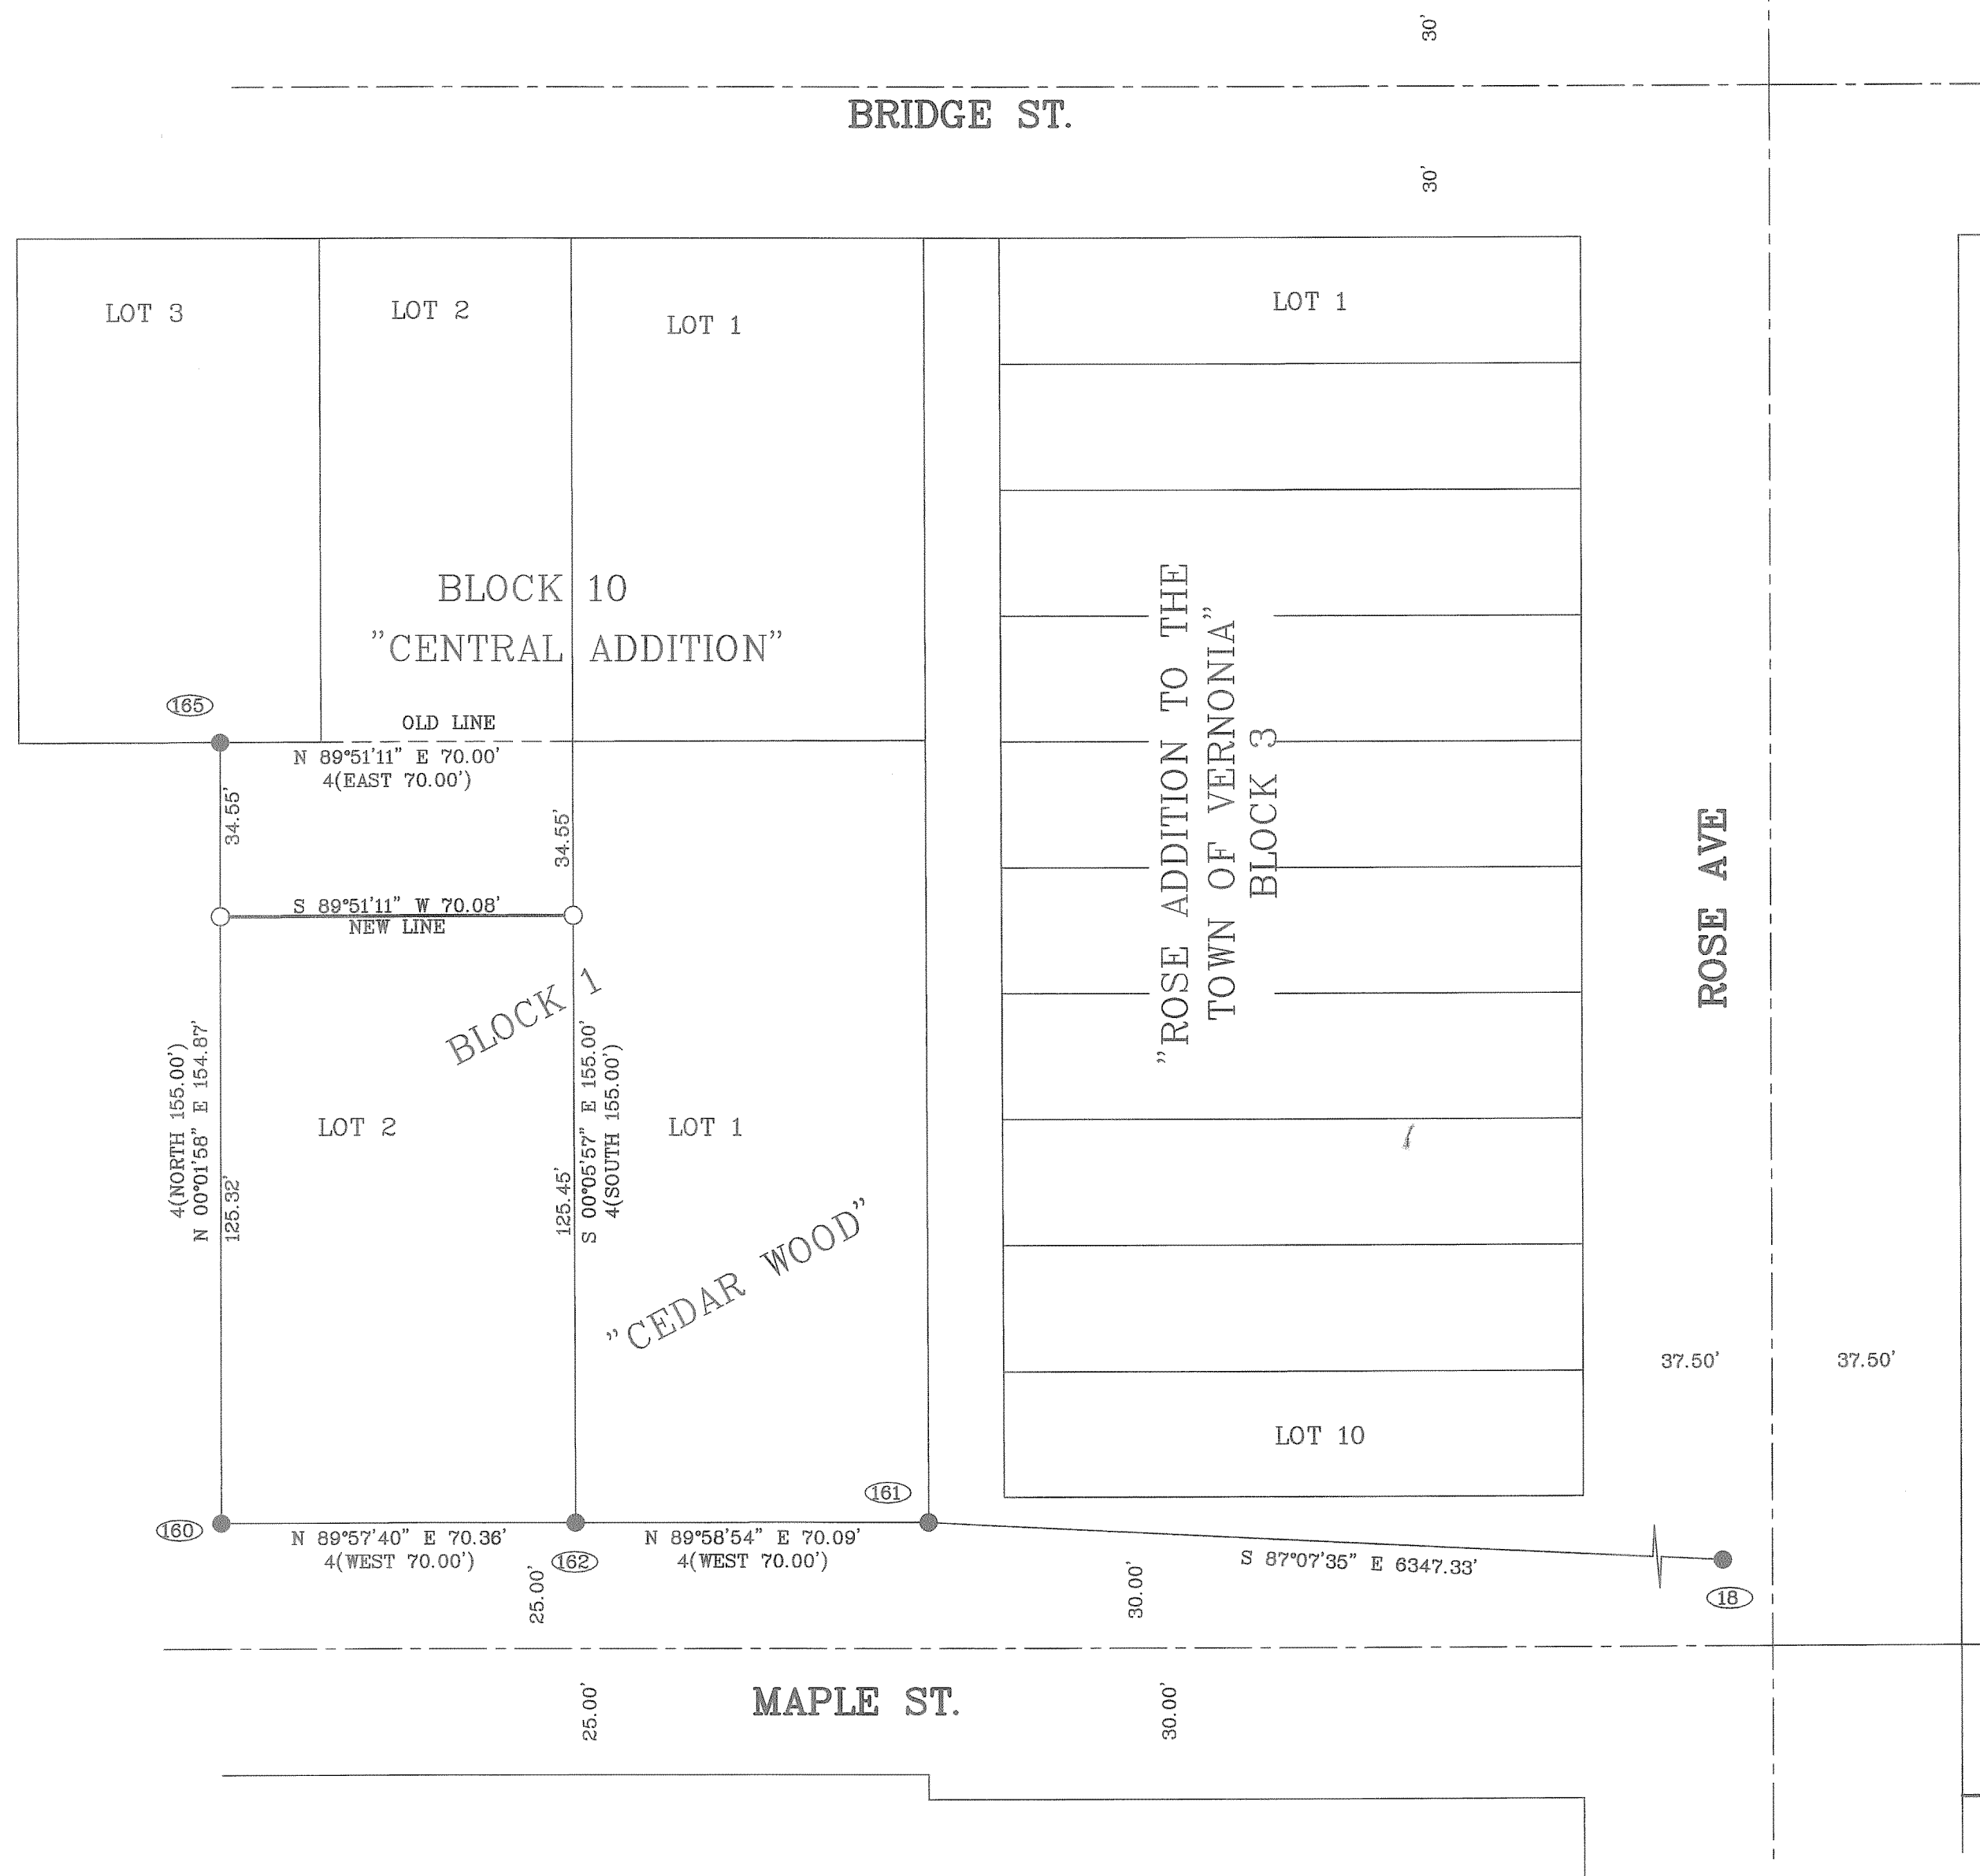 30'
BRIDGE ST.
30'
LOT 3
LOT 2
LOT 1
LOT 1
BLOCK 10
"CENTRAL ADDITION"
165
OLD LINE
N 89°51'11" E 70.00'
4(EAST 70.00')
34.55'
34.55'
S 89°51'11" W 70.08'
NEW LINE
"ROSE ADDITION TO THE
TOWN OF VERNONIA"
BLOCK 3
ROSE AVE
BLOCK 1
4(NORTH 155.00')
N 00°01'58" E 154.87'
125.32'
LOT 2
125.45'
S 00°05'57" E 155.00'
4(SOUTH 155.00')
LOT 1
"CEDAR WOOD"
37.50'
37.50'
LOT 10
161
160
N 89°57'40" E 70.36'
4(WEST 70.00')
162
N 89°58'54" E 70.09'
4(WEST 70.00')
S 87°07'35" E 6347.33'
18
25.00'
30.00'
25.00'
MAPLE ST.
30.00'